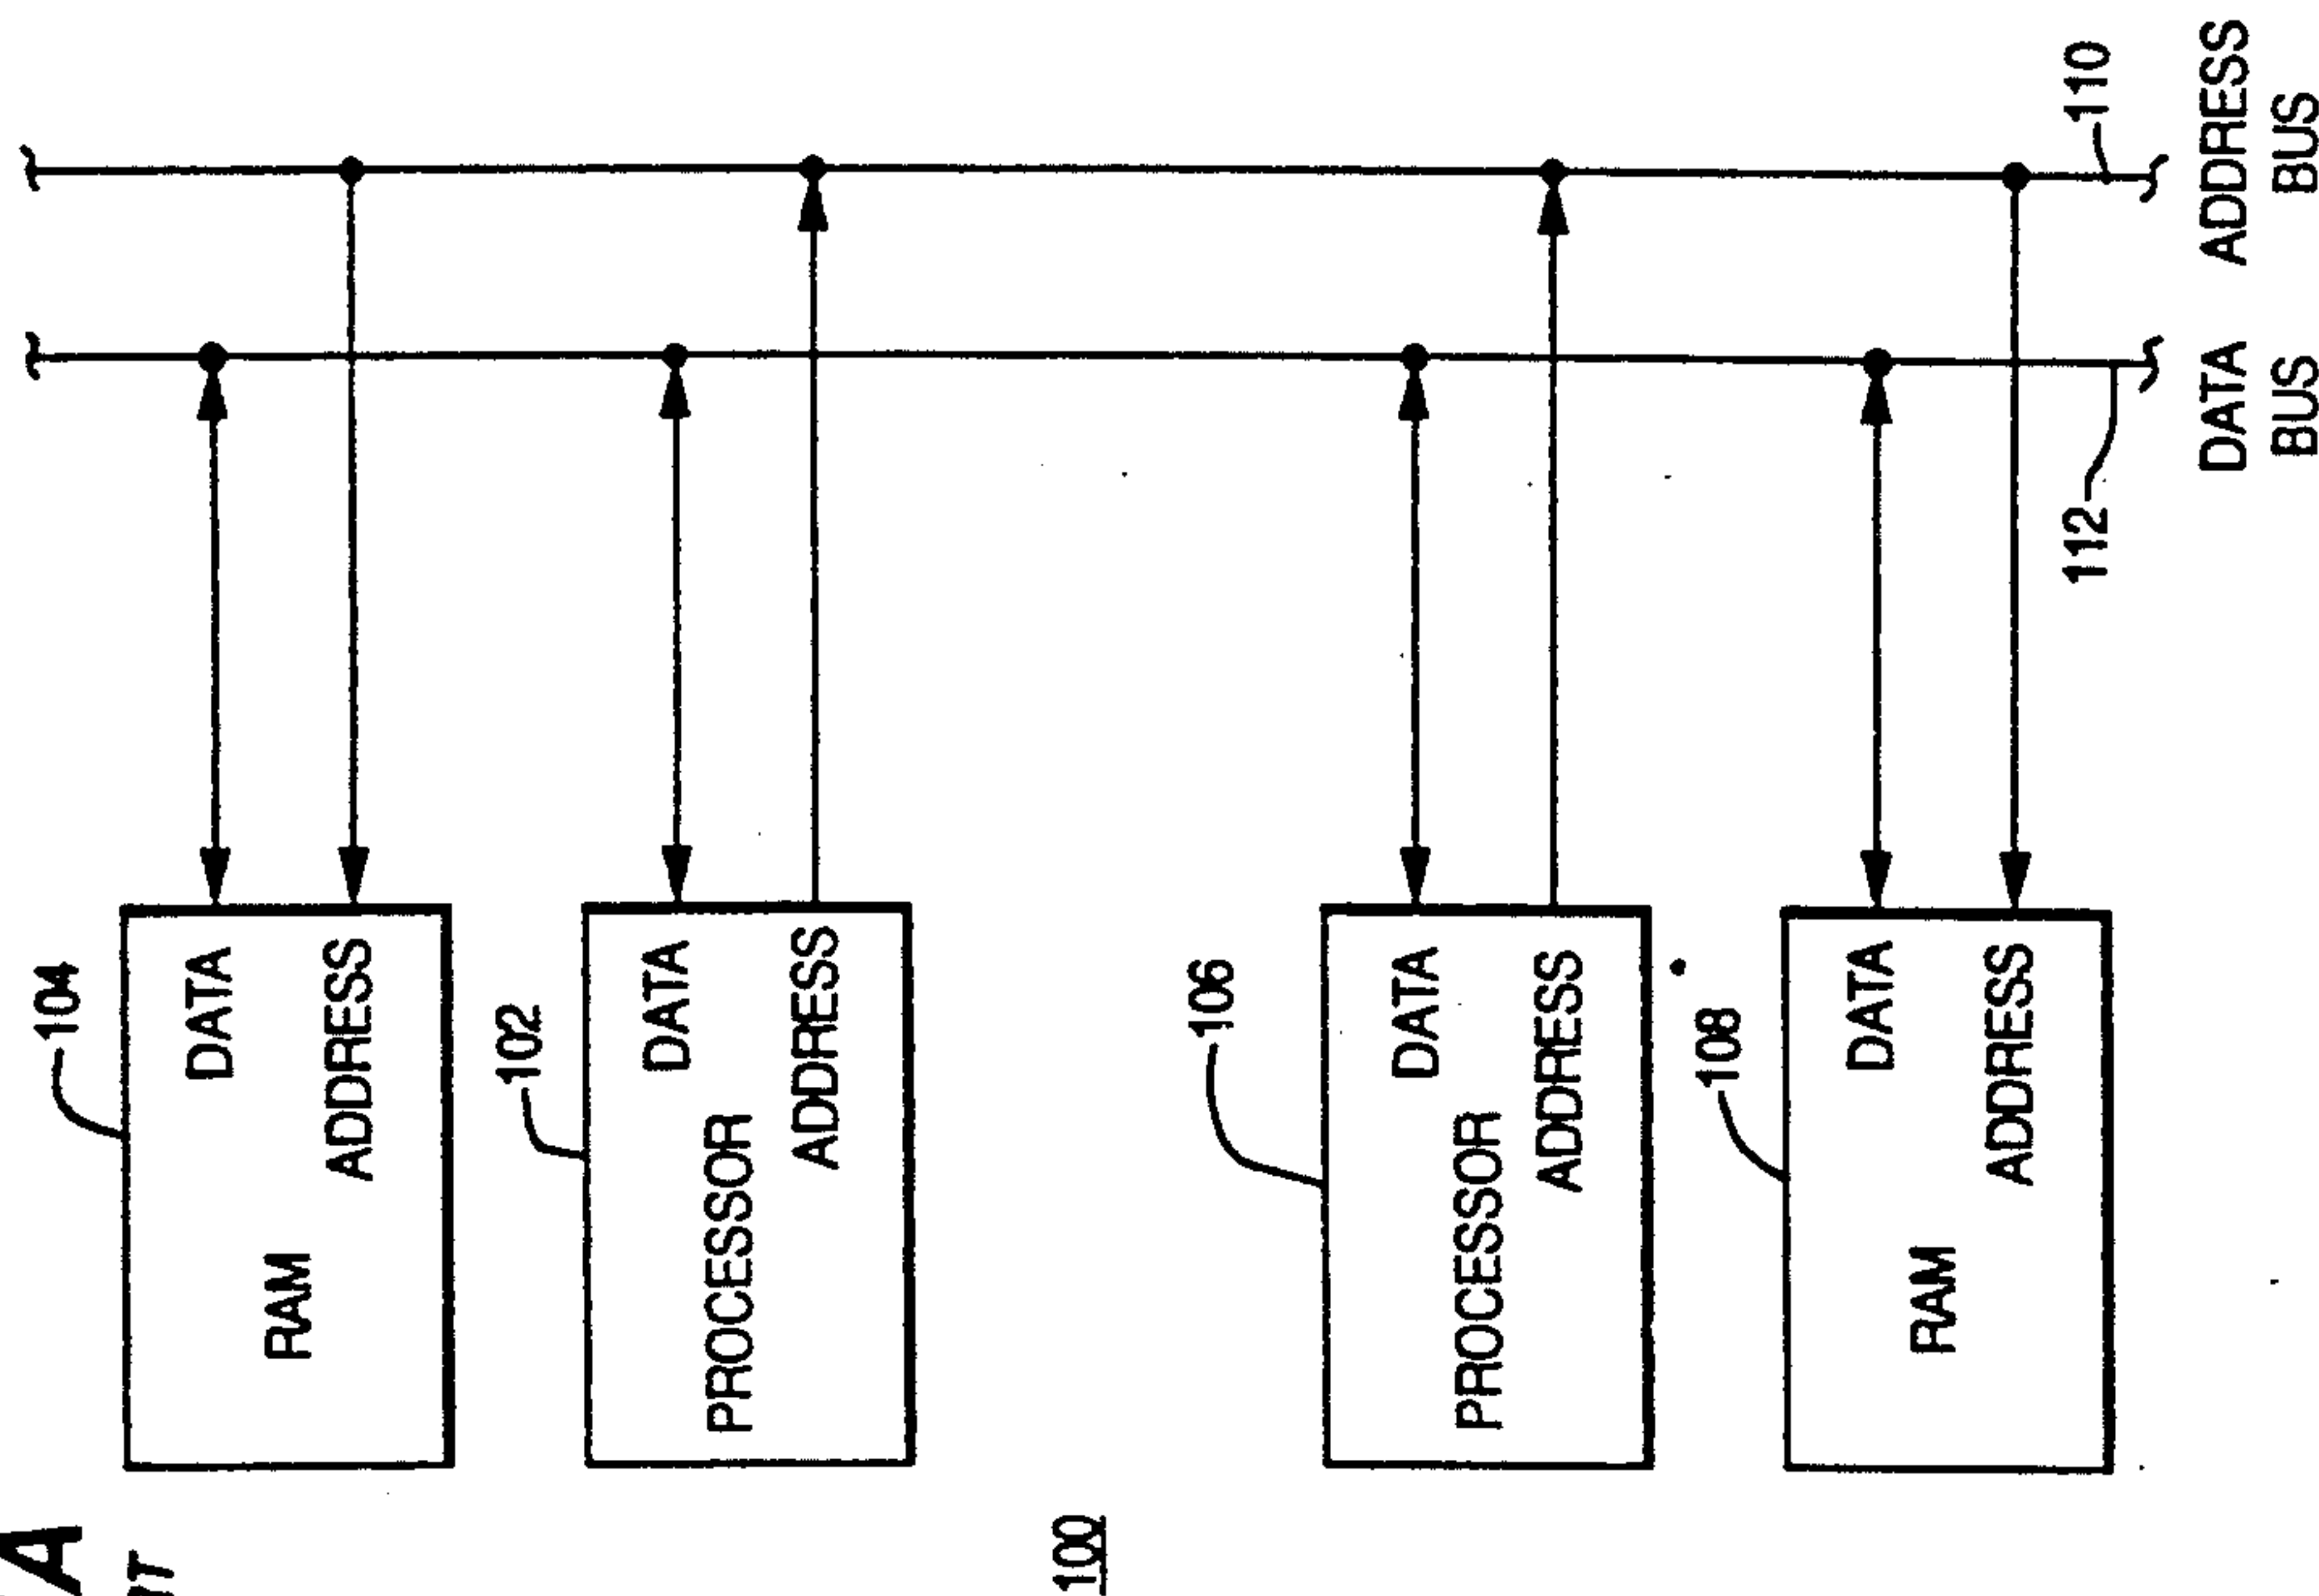 A
104
DATA
RAM
ADDRESS
102
DATA
PROCESSOR
ADDRESS
100
106
DATA
PROCESSOR
ADDRESS
108
DATA
RAM
ADDRESS
112
110
DATA
BUS
ADDRESS
BUS